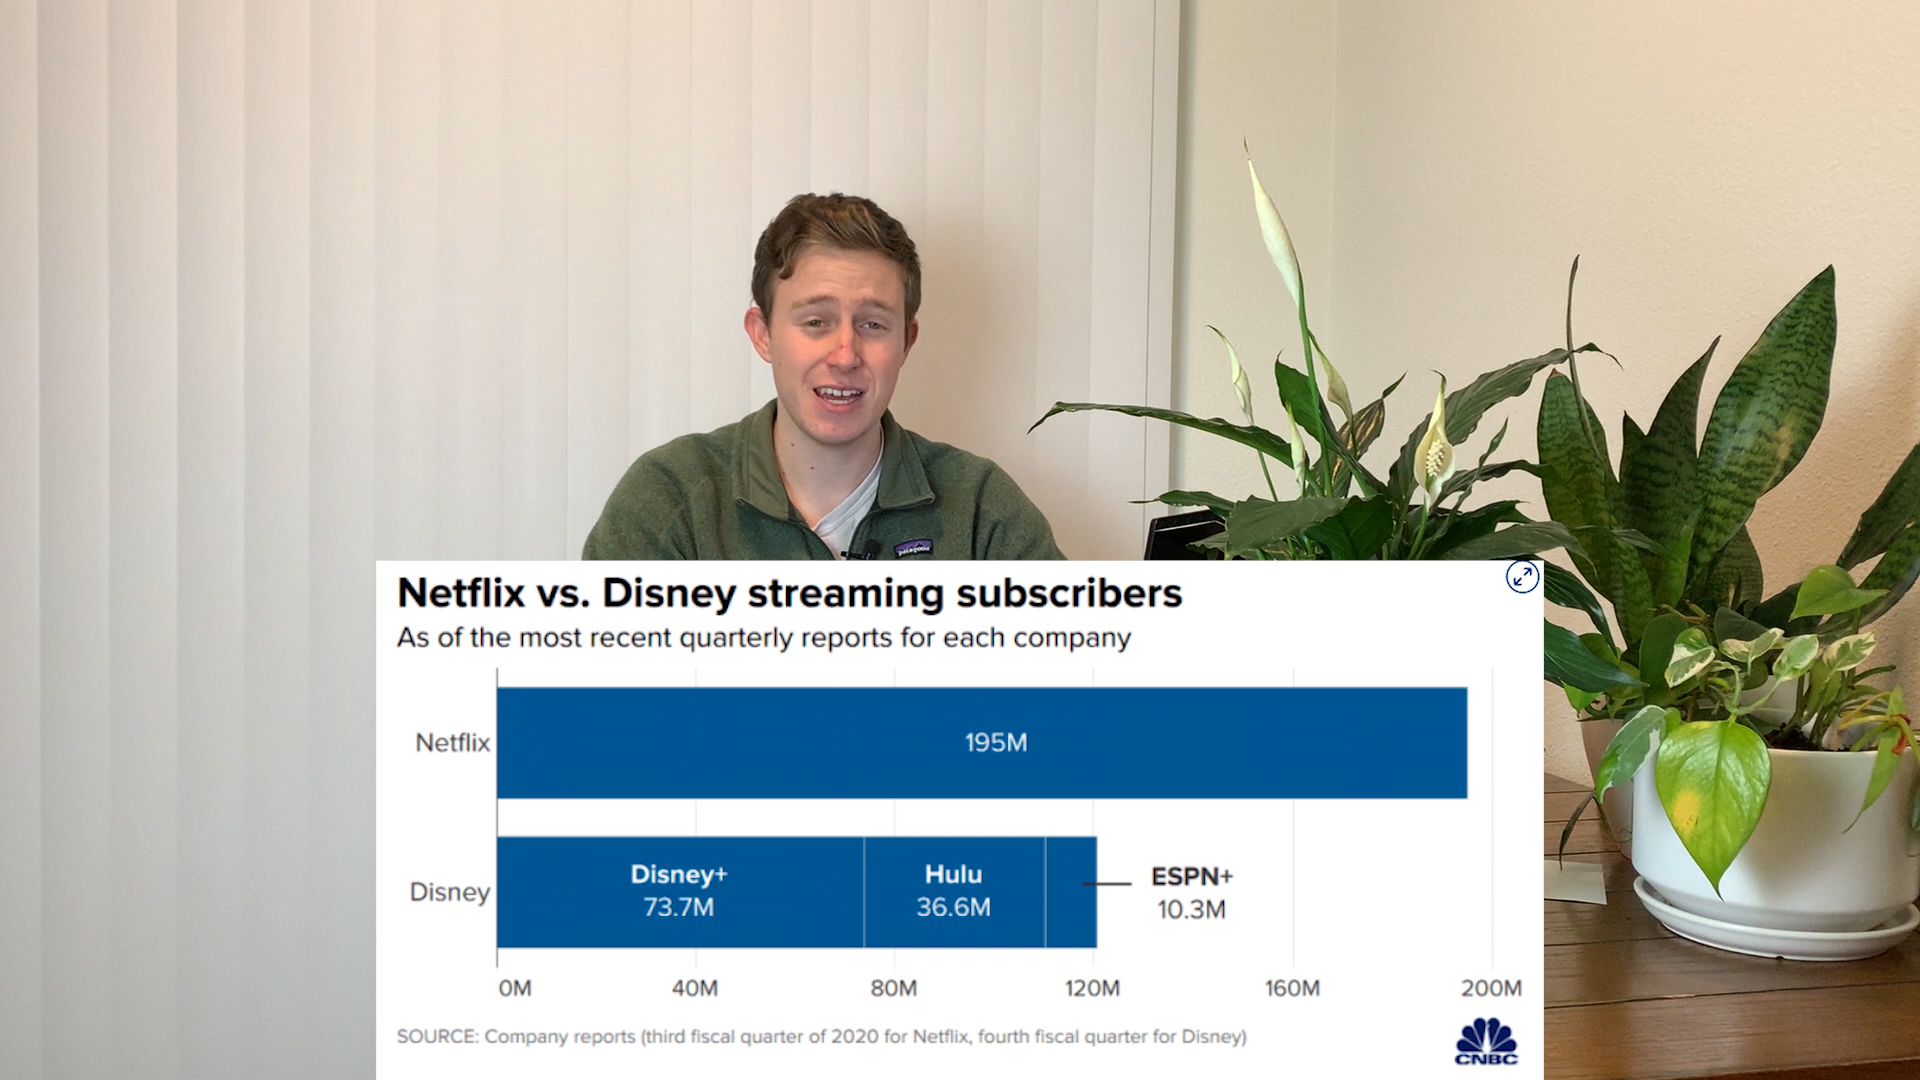 patagonia
Netflix vs. Disney streaming subscribers
As of the most recent quarterly reports for each company
Netflix
195M
Disney
Disney+
73.7M
Hulu
36.6M
ESPN+
10.3M
0M 40M 80M 120M 160M 200M
SOURCE: Company reports (third fiscal quarter of 2020 for Netflix, fourth fiscal quarter for Disney)
CNBC